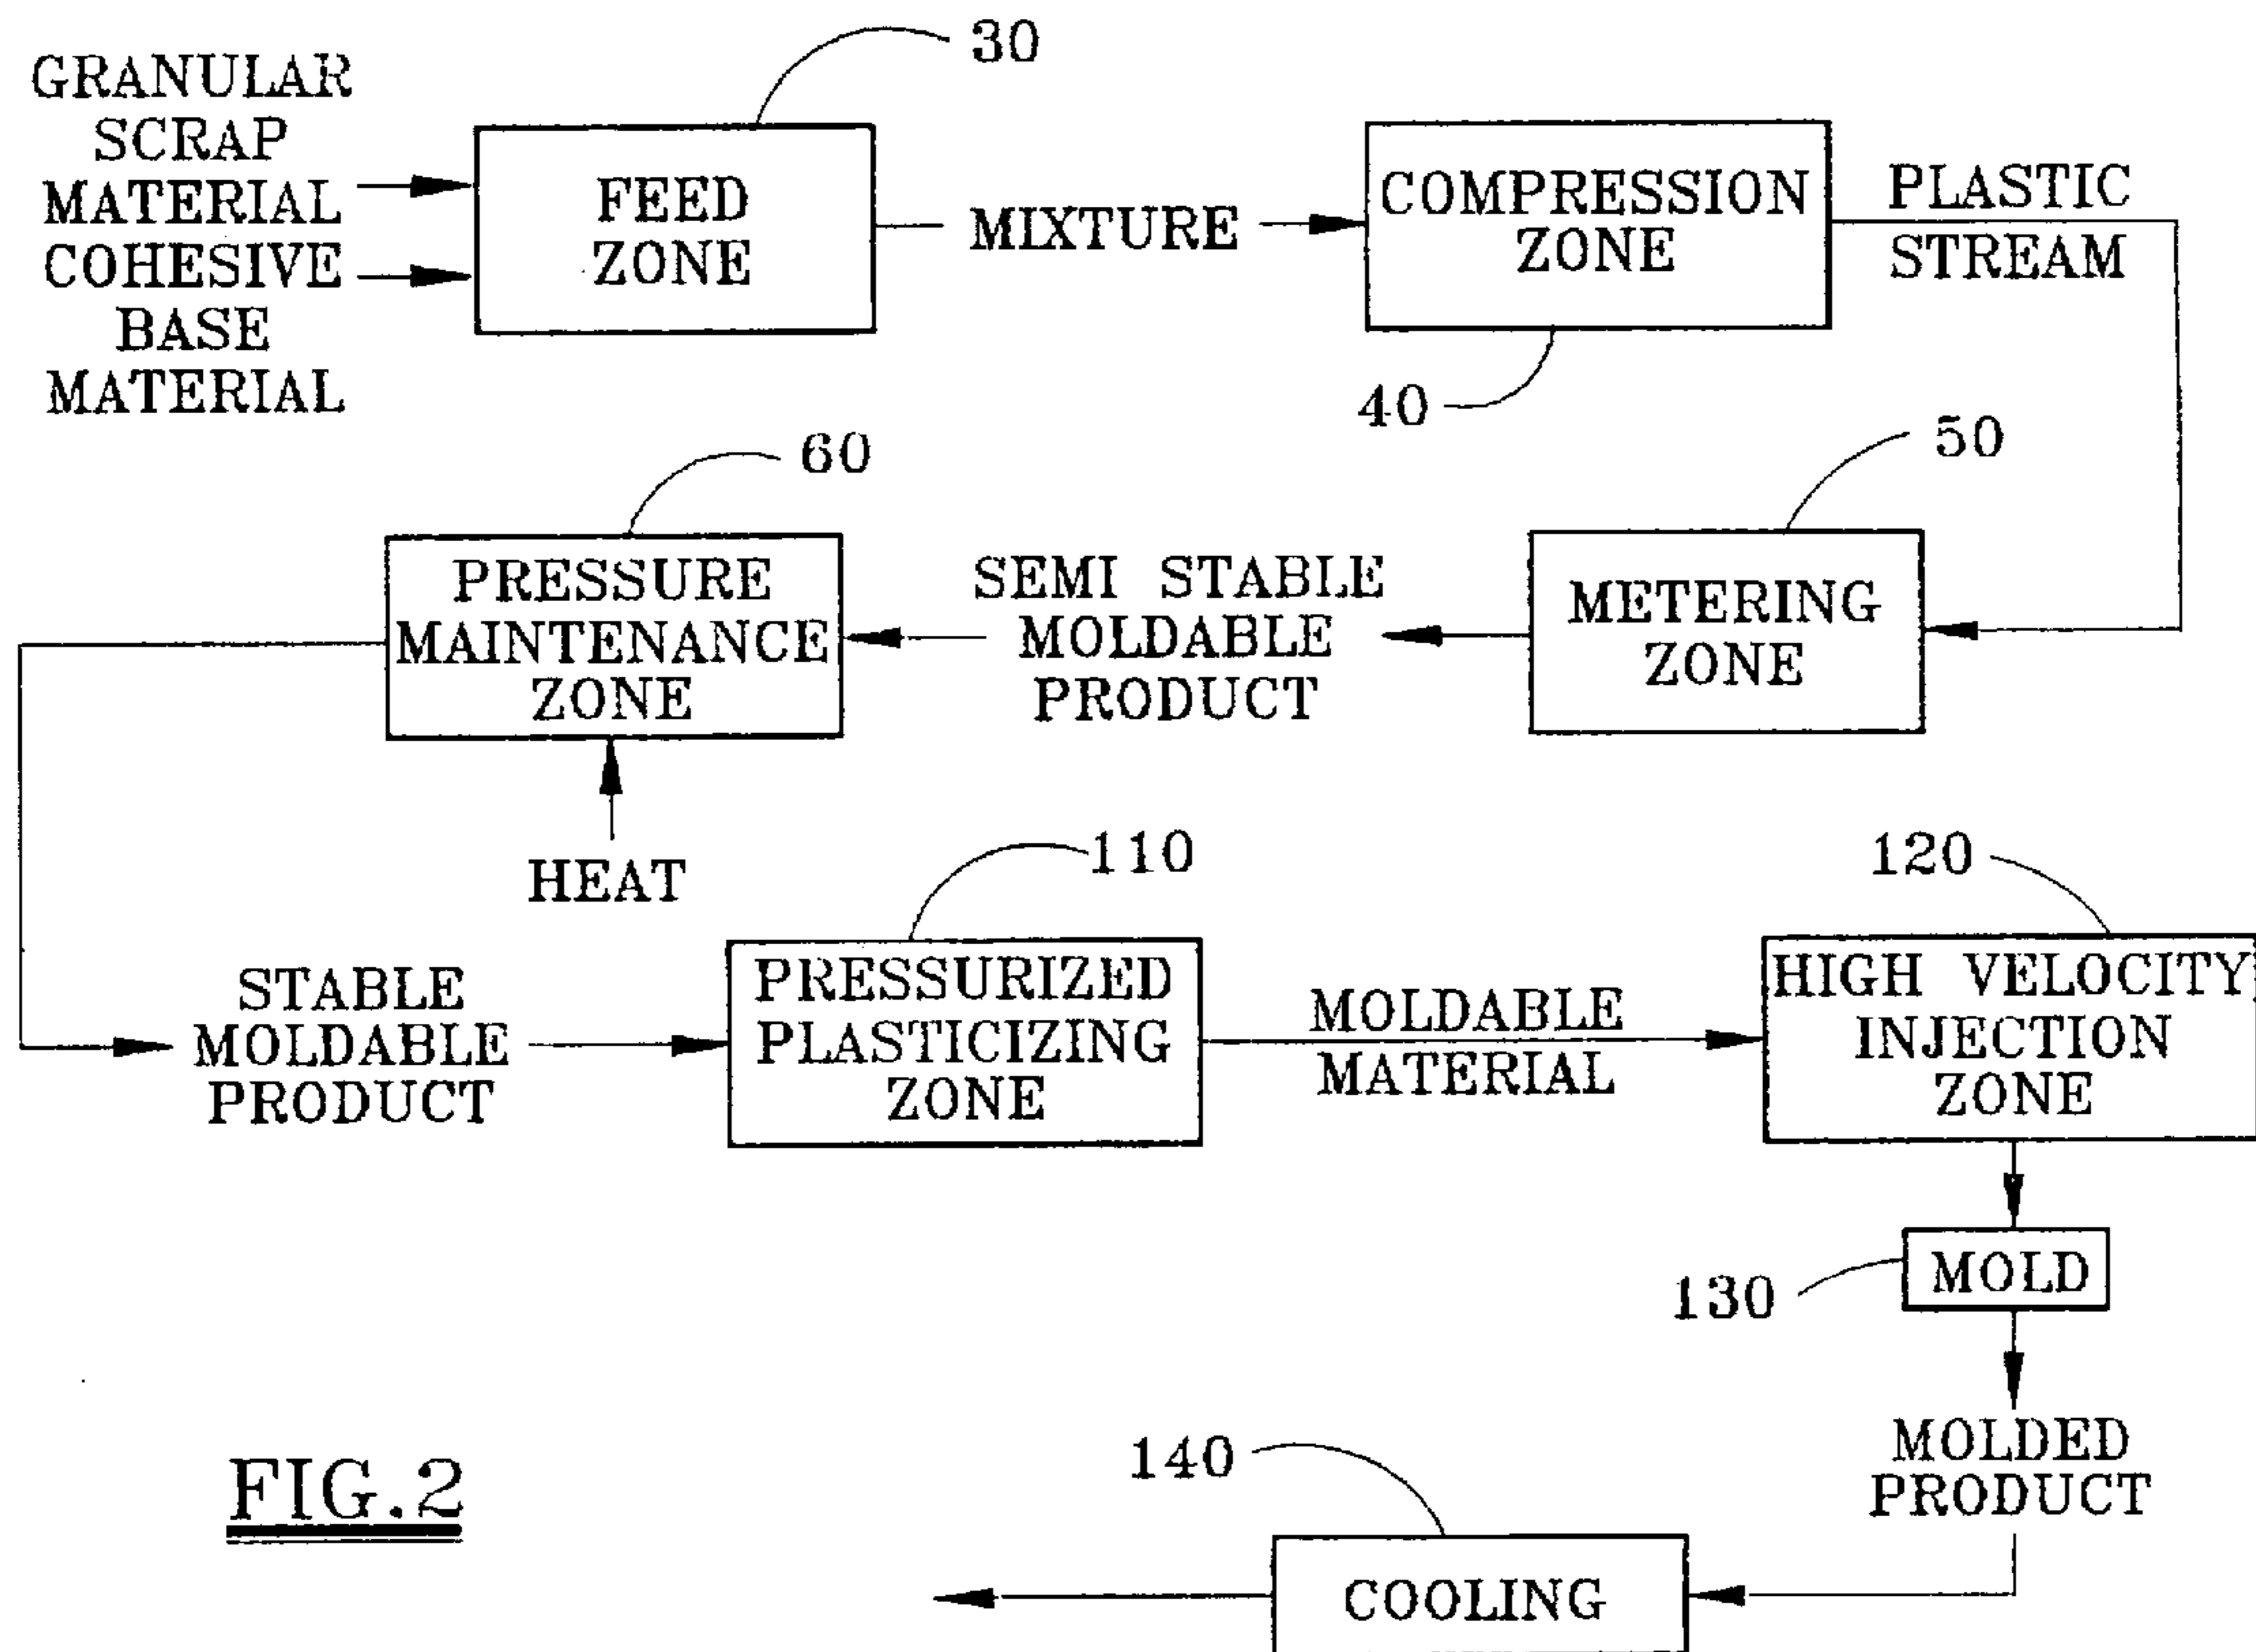 30
GRANULAR
SCRAP
MATERIAL
COHESIVE
BASE
MATERIAL
FEED
ZONE
MIXTURE
COMPRESSION
ZONE
PLASTIC
STREAM
40
50
60
PRESSURE
MAINTENANCE
ZONE
SEMI STABLE
MOLDABLE
PRODUCT
METERING
ZONE
HEAT
110
120
STABLE
MOLDABLE
PRODUCT
PRESSURIZED
PLASTICIZING
ZONE
MOLDABLE
MATERIAL
HIGH VELOCITY
INJECTION
ZONE
130
MOLD
MOLDED
PRODUCT
140
COOLING
FIG.2